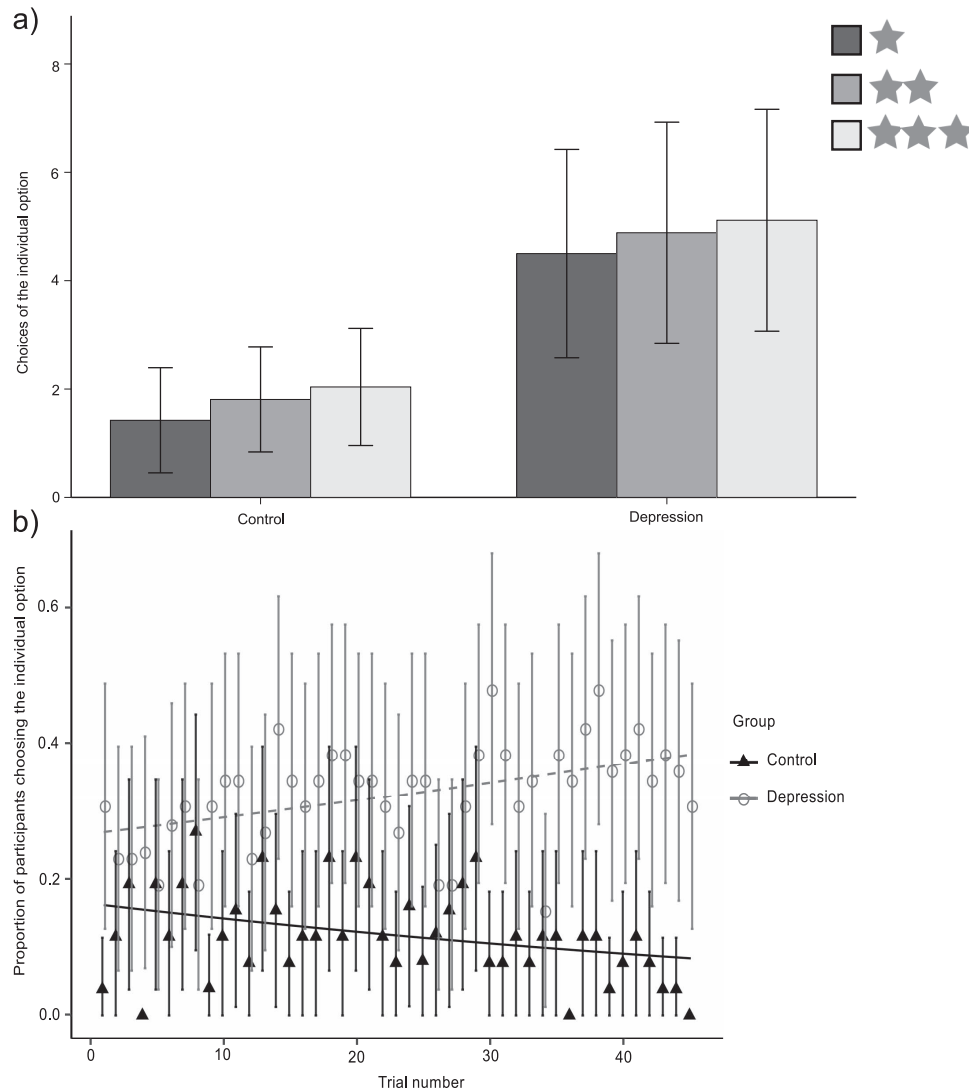 a)
8
6
4
2
0
Choices of the individual option
Control
Depression
b)
Proportion of participants choosing the individual option
0.6
0.4
0.2
0.0
0
10
20
30
40
Trial number
Group
Control
Depression